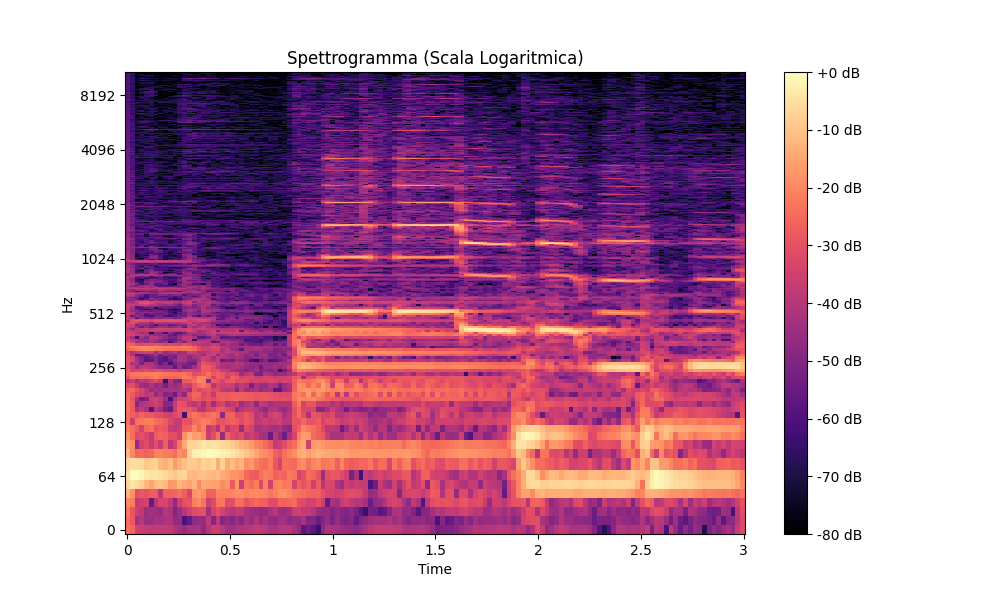 Spettrogramma (Scala Logaritmica)
Hz
8192
4096
2048
1024
512
256
128
64
0
0 0.5 1 1.5 2 2.5 3
Time
+0 dB
-10 dB
-20 dB
-30 dB
-40 dB
-50 dB
-60 dB
-70 dB
-80 dB